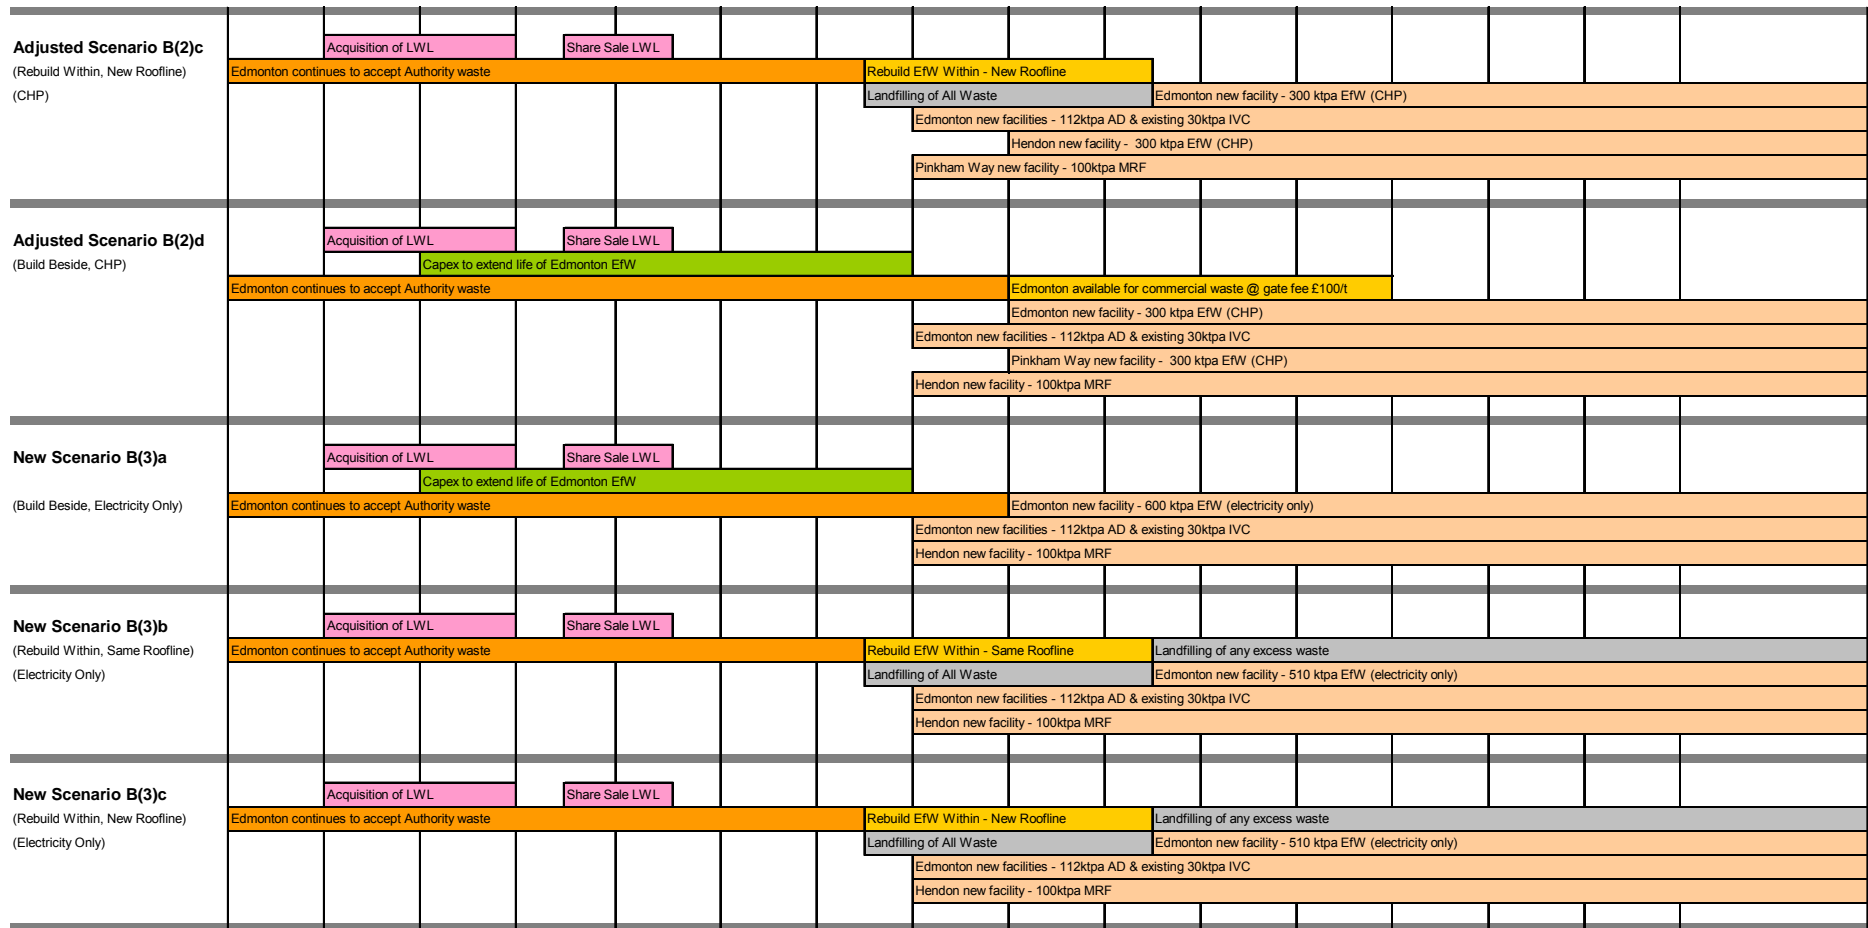 Adjusted Scenario B(2)c
Acquisition of LWL
Share Sale LWL
(Rebuild Within, New Roofline)
Edmonton continues to accept Authority waste
Rebuild EfW Within - New Roofline
(CHP)
Landfilling of All Waste
Edmonton new facility - 300 ktpa EfW (CHP)
Edmonton new facilities - 112ktpa AD & existing 30ktpa IVC
Hendon new facility - 300 ktpa EfW (CHP)
Pinkham Way new facility - 100ktpa MRF
Adjusted Scenario B(2)d
Acquisition of LWL
Share Sale LWL
(Build Beside, CHP)
Capex to extend life of Edmonton EfW
Edmonton continues to accept Authority waste
Edmonton available for commercial waste @ gate fee £100/t
Edmonton new facility - 300 ktpa EfW (CHP)
Edmonton new facilities - 112ktpa AD & existing 30ktpa IVC
Pinkham Way new facility - 300 ktpa EfW (CHP)
Hendon new facility - 100ktpa MRF
New Scenario B(3)a
Acquisition of LWL
Share Sale LWL
Capex to extend life of Edmonton EfW
(Build Beside, Electricity Only)
Edmonton continues to accept Authority waste
Edmonton new facility - 600 ktpa EfW (electricity only)
Edmonton new facilities - 112ktpa AD & existing 30ktpa IVC
Hendon new facility - 100ktpa MRF
New Scenario B(3)b
Acquisition of LWL
Share Sale LWL
(Rebuild Within, Same Roofline)
Edmonton continues to accept Authority waste
Rebuild EfW Within - Same Roofline
Landfilling of any excess waste
(Electricity Only)
Landfilling of All Waste
Edmonton new facility - 510 ktpa EfW (electricity only)
Edmonton new facilities - 112ktpa AD & existing 30ktpa IVC
Hendon new facility - 100ktpa MRF
New Scenario B(3)c
Acquisition of LWL
Share Sale LWL
(Rebuild Within, New Roofline)
Edmonton continues to accept Authority waste
Rebuild EfW Within - New Roofline
Landfilling of any excess waste
(Electricity Only)
Landfilling of All Waste
Edmonton new facility - 510 ktpa EfW (electricity only)
Edmonton new facilities - 112ktpa AD & existing 30ktpa IVC
Hendon new facility - 100ktpa MRF